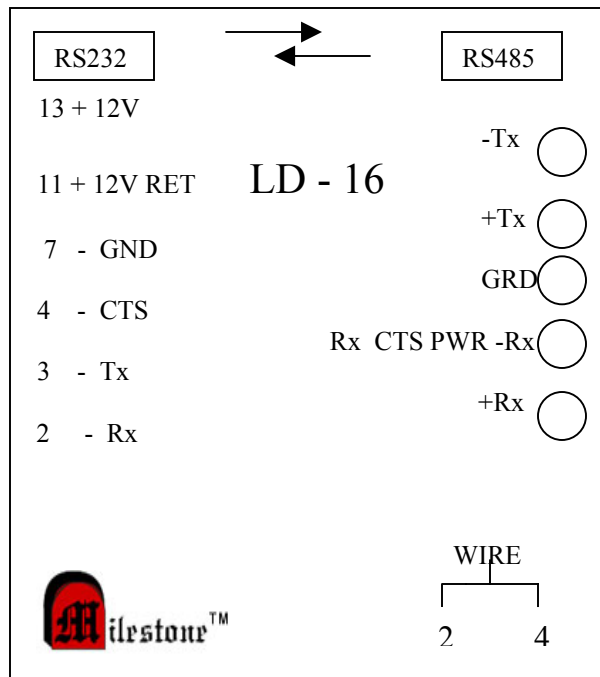 RS232
RS485
13 + 12V
-Tx
11 + 12V RET
LD - 16
+Tx
7 - GND
GRD
4 - CTS
Rx CTS PWR -Rx
3 - Tx
+Rx
2 - Rx
WIRE
Milestone™
2 4